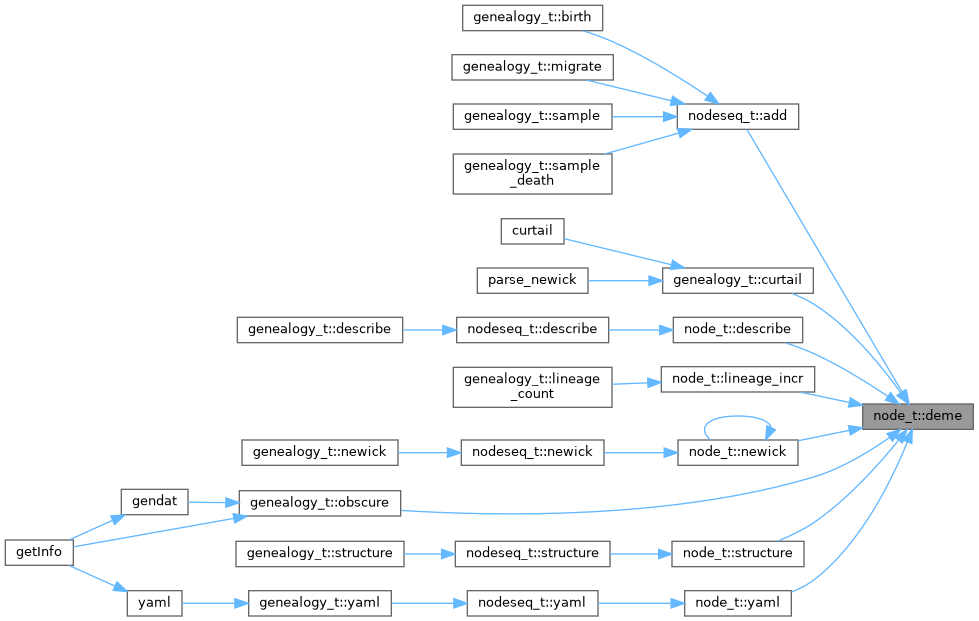 genealogy_t::birth
genealogy_t::migrate
genealogy_t::sample
nodeseq_t::add
genealogy_t::sample
_death
curtail
parse_newick
genealogy_t::curtail
genealogy_t::describe
nodeseq_t::describe
node_t::describe
genealogy_t::lineage
_count
node_t::lineage_incr
node_t::deme
genealogy_t::newick
nodeseq_t::newick
node_t::newick
gendat
genealogy_t::obscure
getInfo
genealogy_t::structure
nodeseq_t::structure
node_t::structure
yaml
genealogy_t::yaml
nodeseq_t::yaml
node_t::yaml